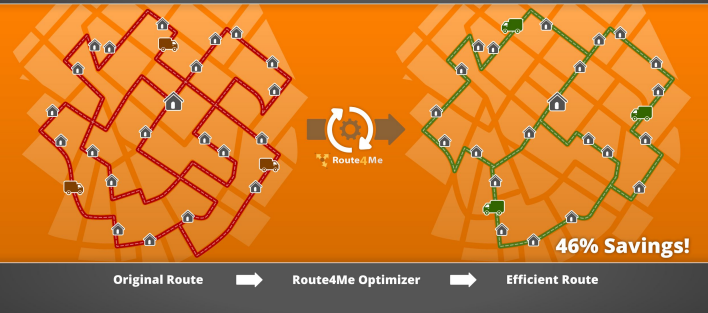 Route4Me
46% Savings!
Original Route
Route4Me Optimizer
Efficient Route